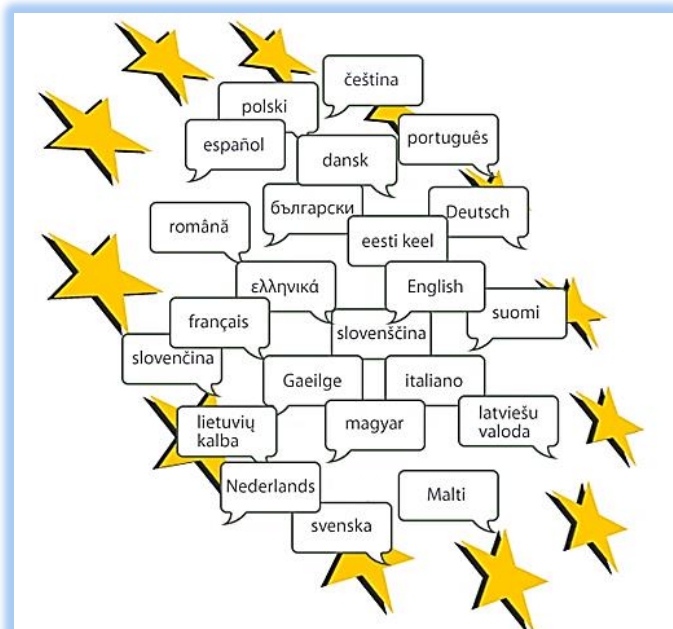 čeština
polski
español
dansk
português
български
Deutsch
română
eesti keel
ελληνικά
English
suomi
français
slovenščina
slovenčina
Gaeilge
italiano
lietuvių
kalba
magyar
latviešu
valoda
Nederlands
Malti
svenska